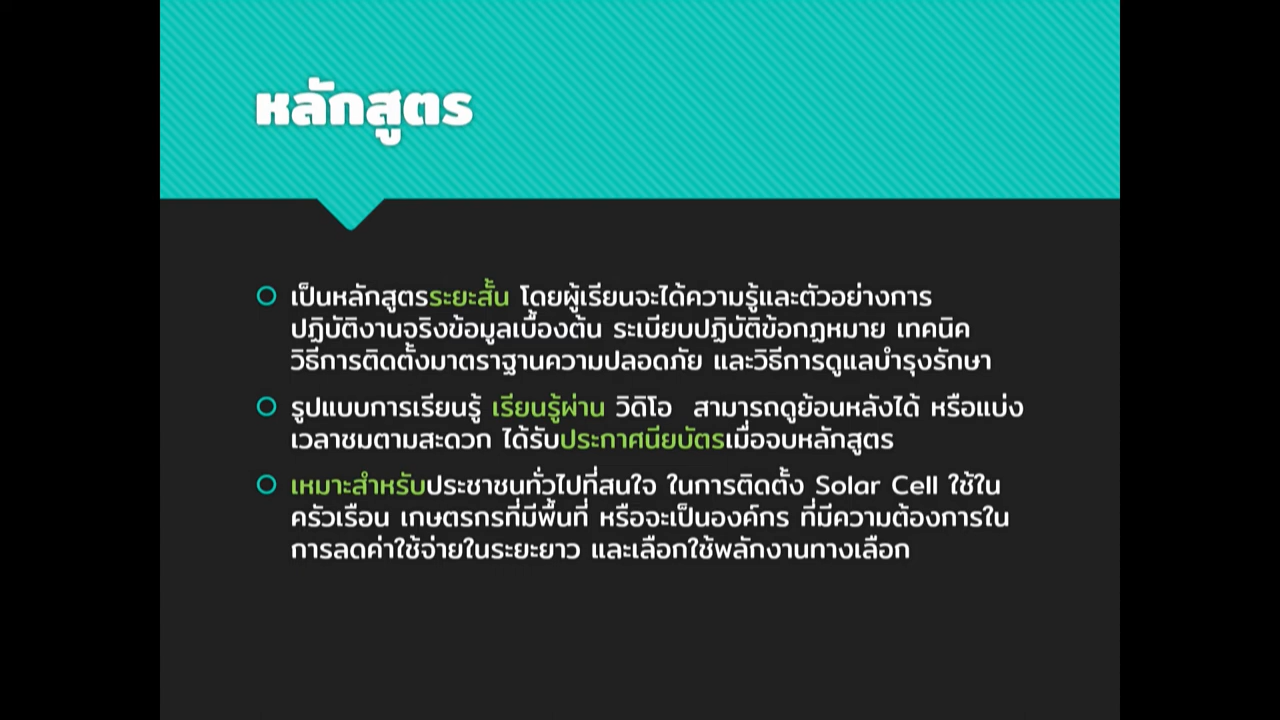 หลักสูตร
เป็นหลักสูตรระยะสั้น โดยผู้เรียนจะได้ความรู้และตัวอย่างการ
ปฏิบัติงานจริงข้อมูลเบื้องต้น ระเบียบปฏิบัติข้อกฎหมาย เทคนิค
วิธีการติดตั้งมาตราฐานความปลอดภัย และวิธีการดูแลบำรุงรักษา
รูปแบบการเรียนรู้ เรียนรู้ผ่าน วิดิโอ สามารถดูย้อนหลังได้ หรือแบ่ง
เวลาชมตามสะดวก ได้รับประกาศนียบัตรเมื่อจบหลักสูตร
เหมาะสำหรับประชาชนทั่วไปที่สนใจ ในการติดตั้ง Solar Cell ใช้ใน
ครัวเรือน เกษตรกรที่มีพื้นที่ หรือจะเป็นองค์กร ที่มีความต้องการใน
การลดค่าใช้จ่ายในระยะยาว และเลือกใช้พลักงานทางเลือก